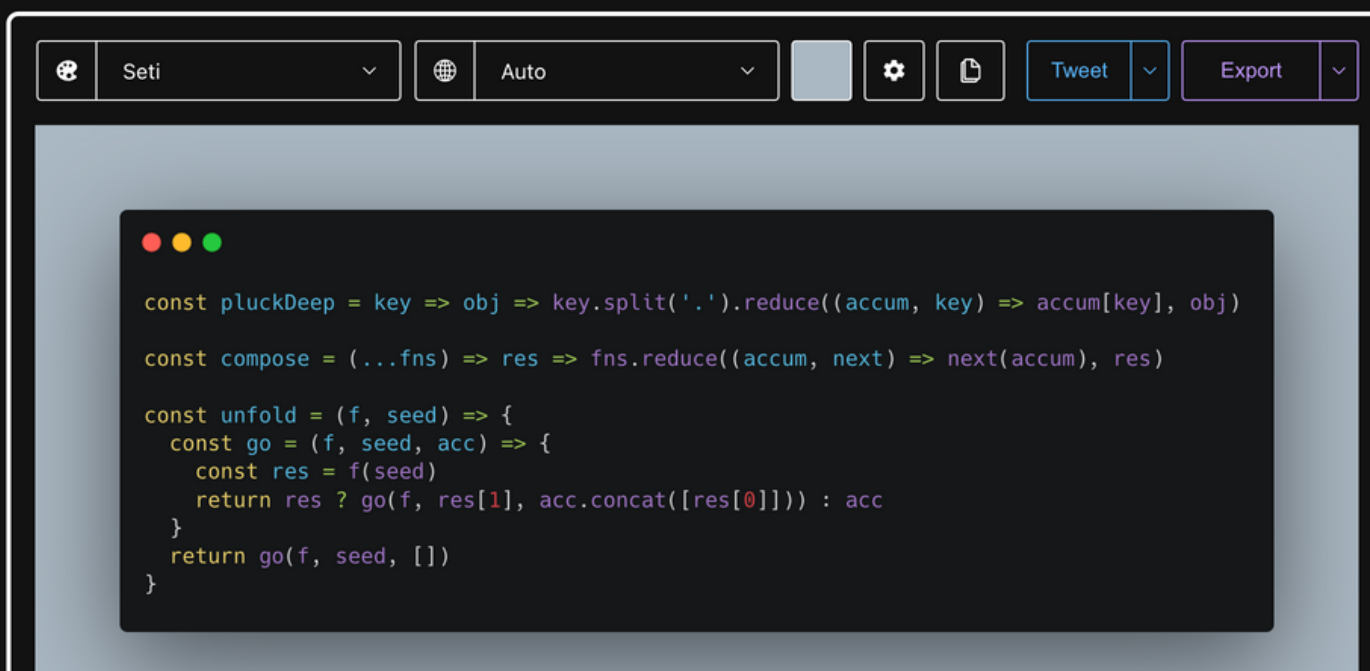 Seti Auto Tweet Export
const pluckDeep = key => obj => key.split('.').reduce((accum, key) => accum[key], obj)
const compose = (...fns) => res => fns.reduce((accum, next) => next(accum), res)
const unfold = (f, seed) => {
  const go = (f, seed, acc) => {
    const res = f(seed)
    return res ? go(f, res[1], acc.concat([res[0]])) : acc
  }
  return go(f, seed, [])
}